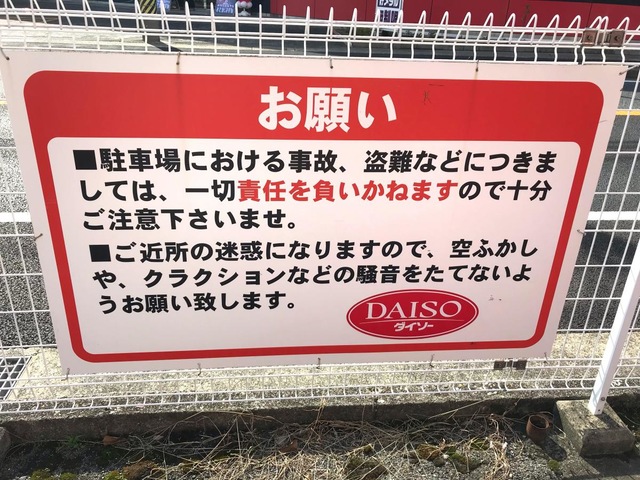 お願い
■駐車場における事故、盗難などにつきま
しては、一切責任を負いかねますので十分
ご注意下さいませ。
■ご近所の迷惑になりますので、空ふかし
や、クラクションなどの騒音をたてないよ
うお願い致します。
DAISO
ダイソー